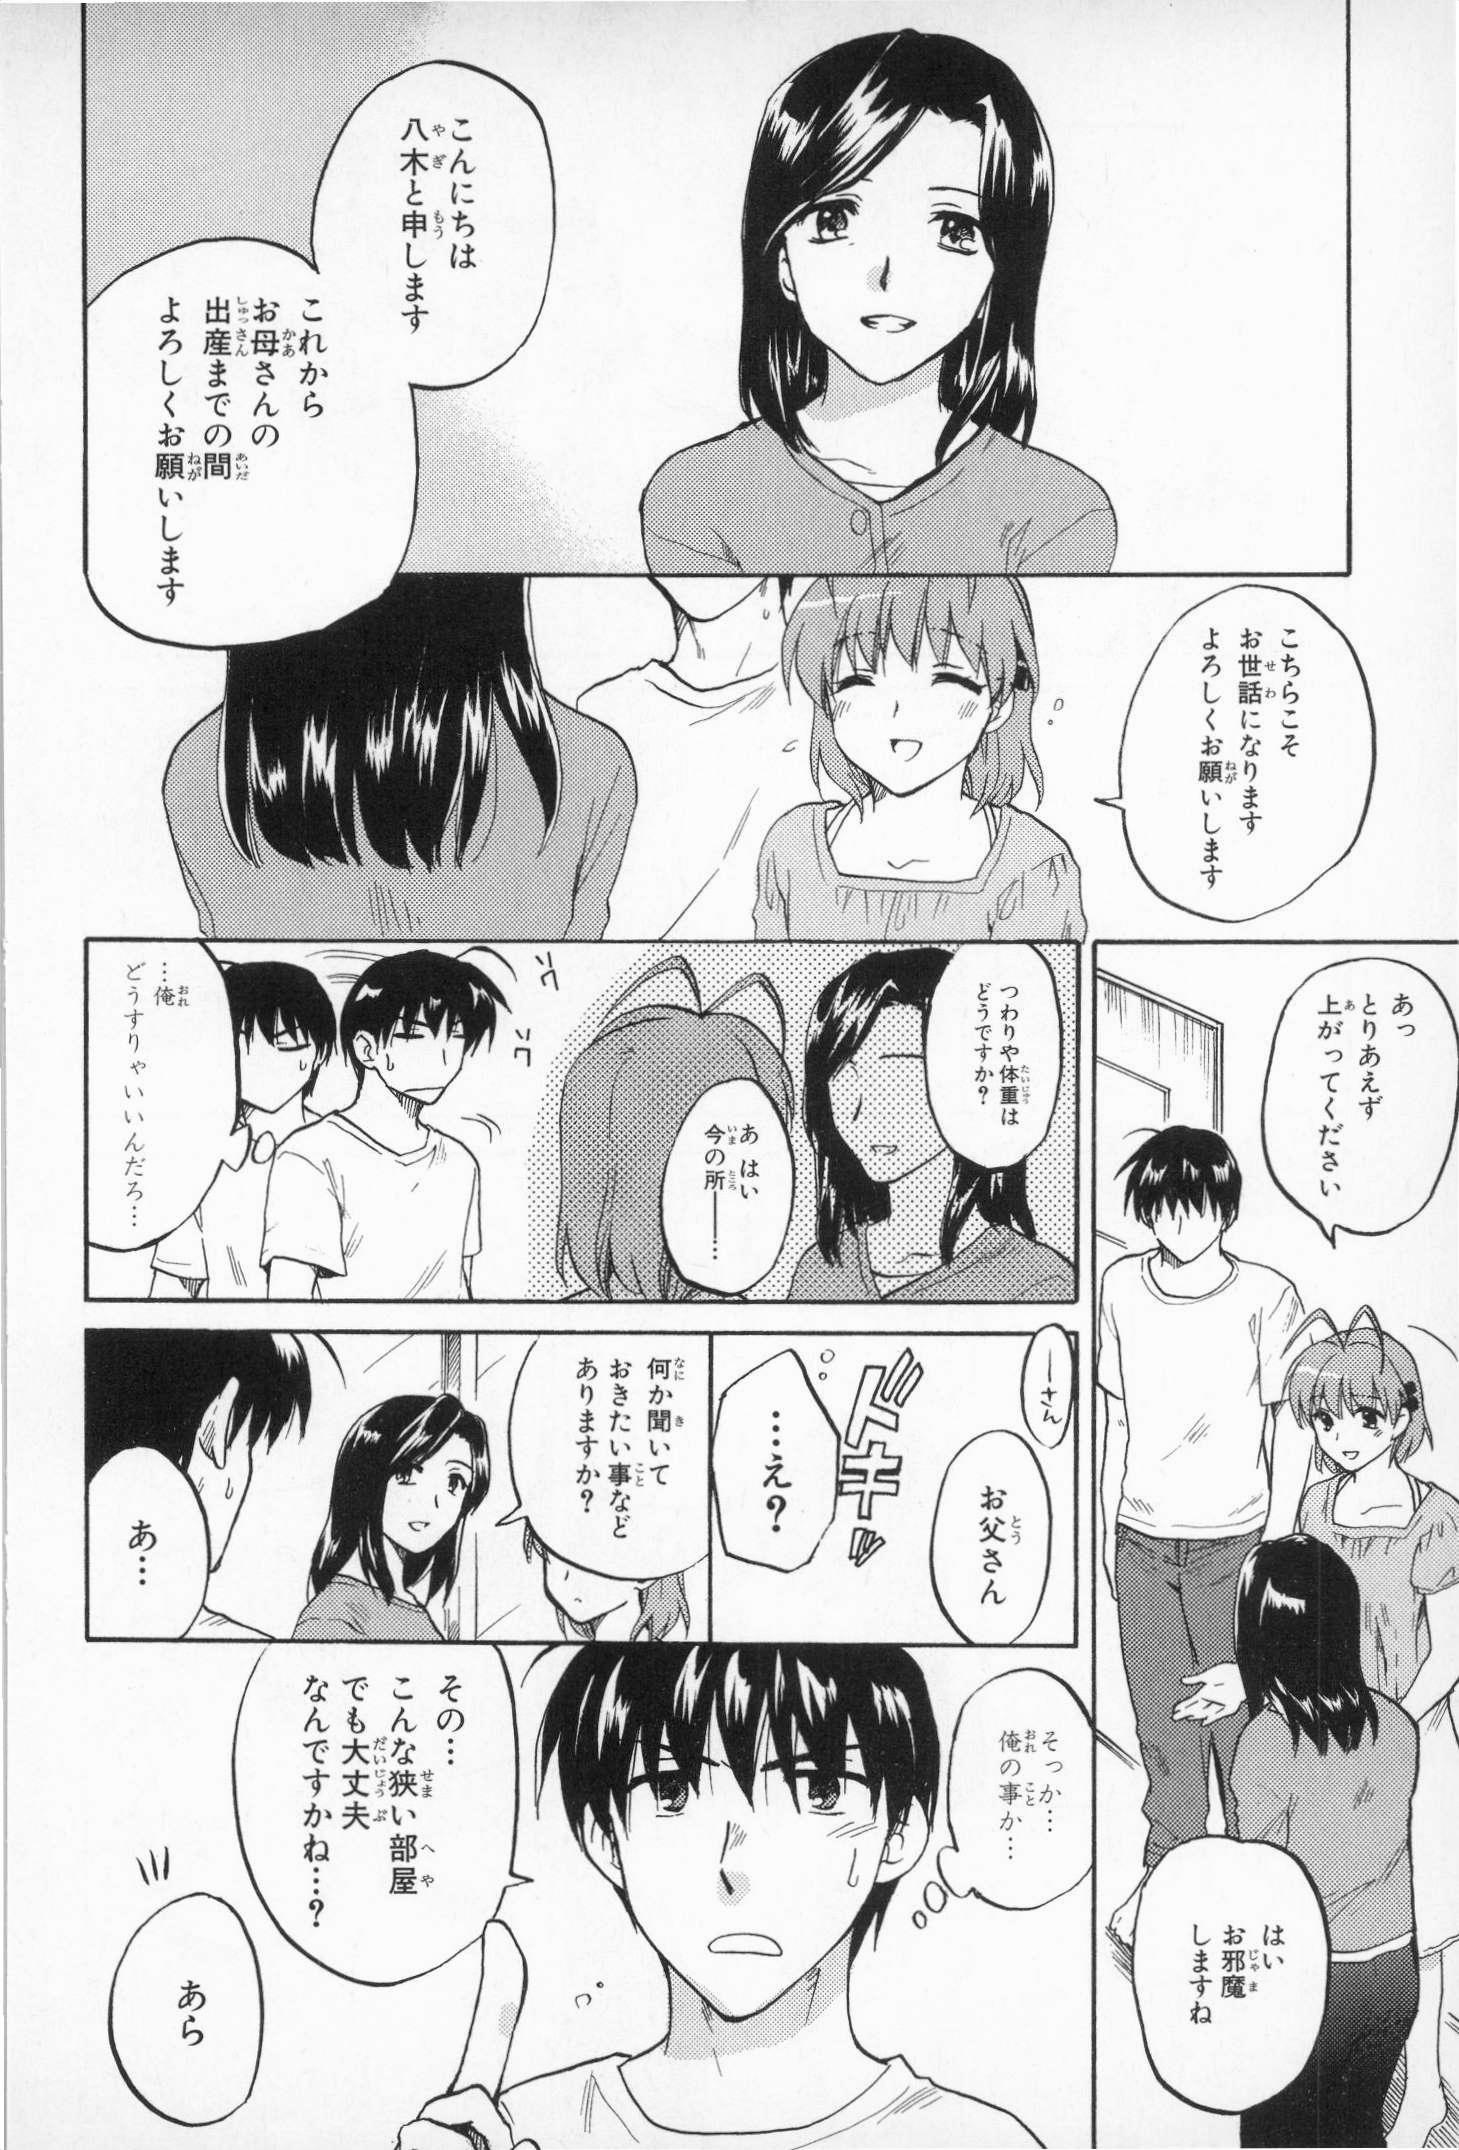 こんにちは
八木と申します
これから
お母さんの
出産までの間
よろしくお願いします
こちらこそ
お世話になります
よろしくお願いします
あっ
とりあえず
上がってください
はい
お邪魔
しますね
つわりや体重は
どうですか？
あ はい
今の所――…
キョロ
…俺
どうすりゃいいんだろ…
―さん
お父さん
ドキッ
…え？
何か聞いて
おきたい事など
ありますか？
あ…
そっか…
俺の事か…
その…
こんな狭い部屋
でも大丈夫
なんですかね…？
あら